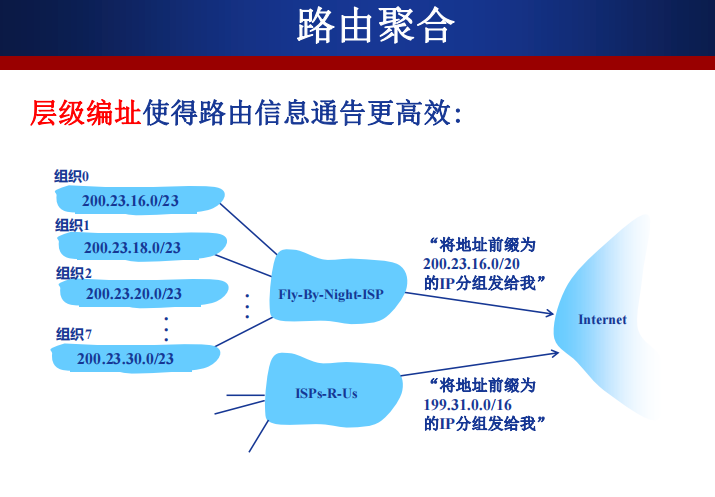 路由聚合
层级编址使得路由信息通告更高效：
组织0
200.23.16.0/23
组织1
200.23.18.0/23
组织2
200.23.20.0/23
组织7
200.23.30.0/23
Fly-By-Night-ISP
“将地址前缀为
200.23.16.0/20
的IP分组发给我”
Internet
ISPs-R-Us
“将地址前缀为
199.31.0.0/16
的IP分组发给我”